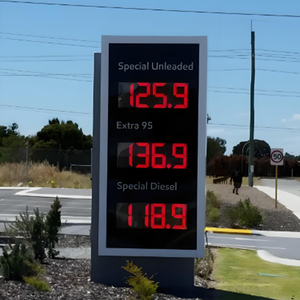 Special Unleaded
125.9
Extra 95
136.9
Special Diesel
118.9
50